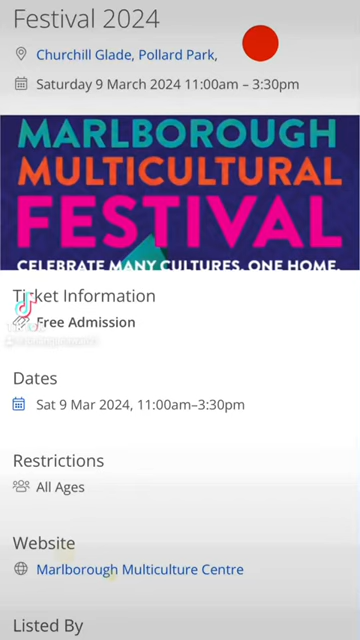 Festival 2024
Churchill Glade, Pollard Park,
Saturday 9 March 2024 11:00am – 3:30pm
MARLBOROUGH
MULTICULTURAL
FESTIVAL
CELEBRATE MANY CULTURES. ONE HOME.
Ticket Information
Free Admission
Dates
Sat 9 Mar 2024, 11:00am–3:30pm
Restrictions
All Ages
Website
Marlborough Multiculture Centre
Listed By